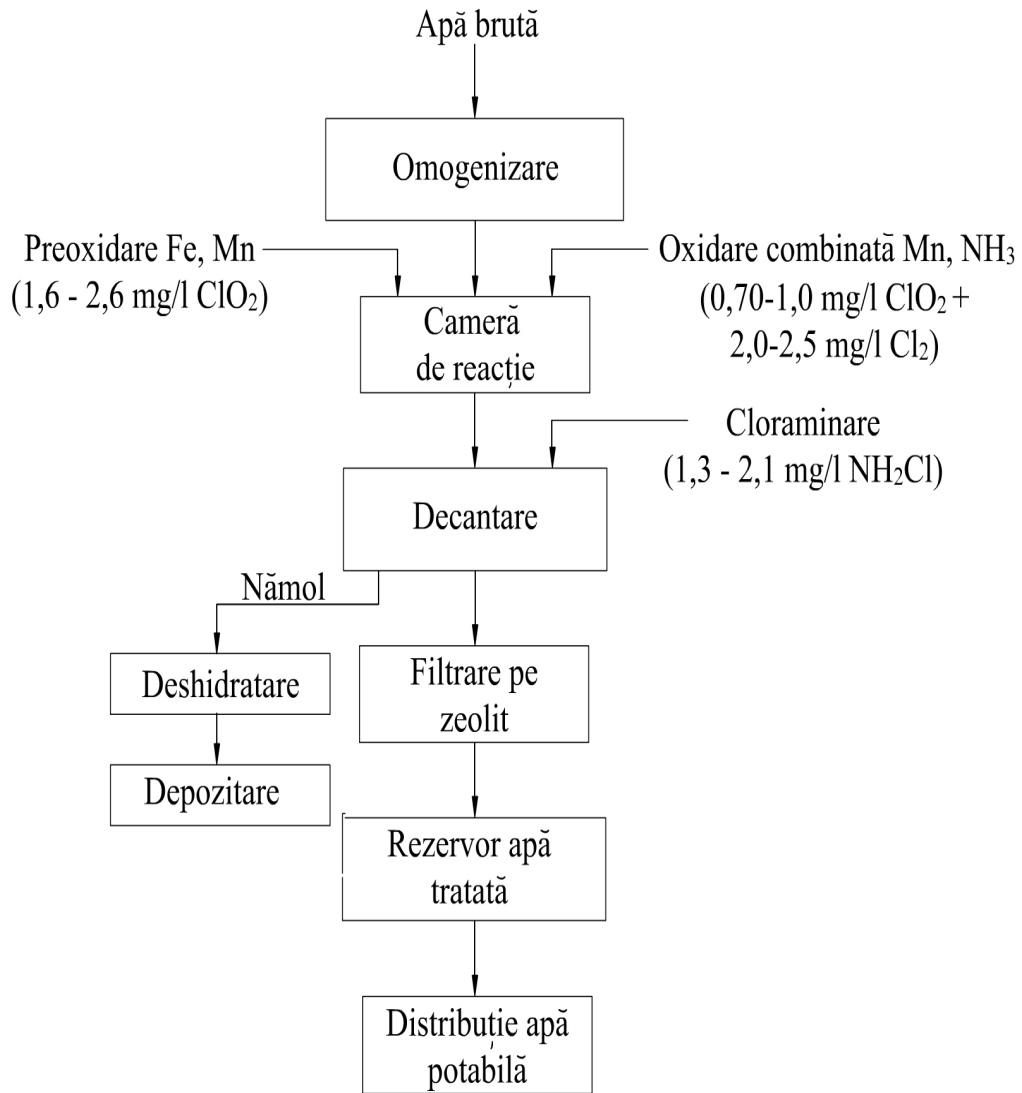 Apă brută
Omogenizare
Preoxidare Fe, Mn
(1,6 - 2,6 mg/l ClO₂)
Oxidare combinată Mn, NH₃
(0,70-1,0 mg/l ClO₂ +
2,0-2,5 mg/l Cl₂)
Cameră
de reacție
Cloraminare
(1,3 - 2,1 mg/l NH₂Cl)
Decantare
Nămol
Deshidratare
Filtrare pe
zeolit
Depozitare
Rezervor apă
tratată
Distribuție apă
potabilă